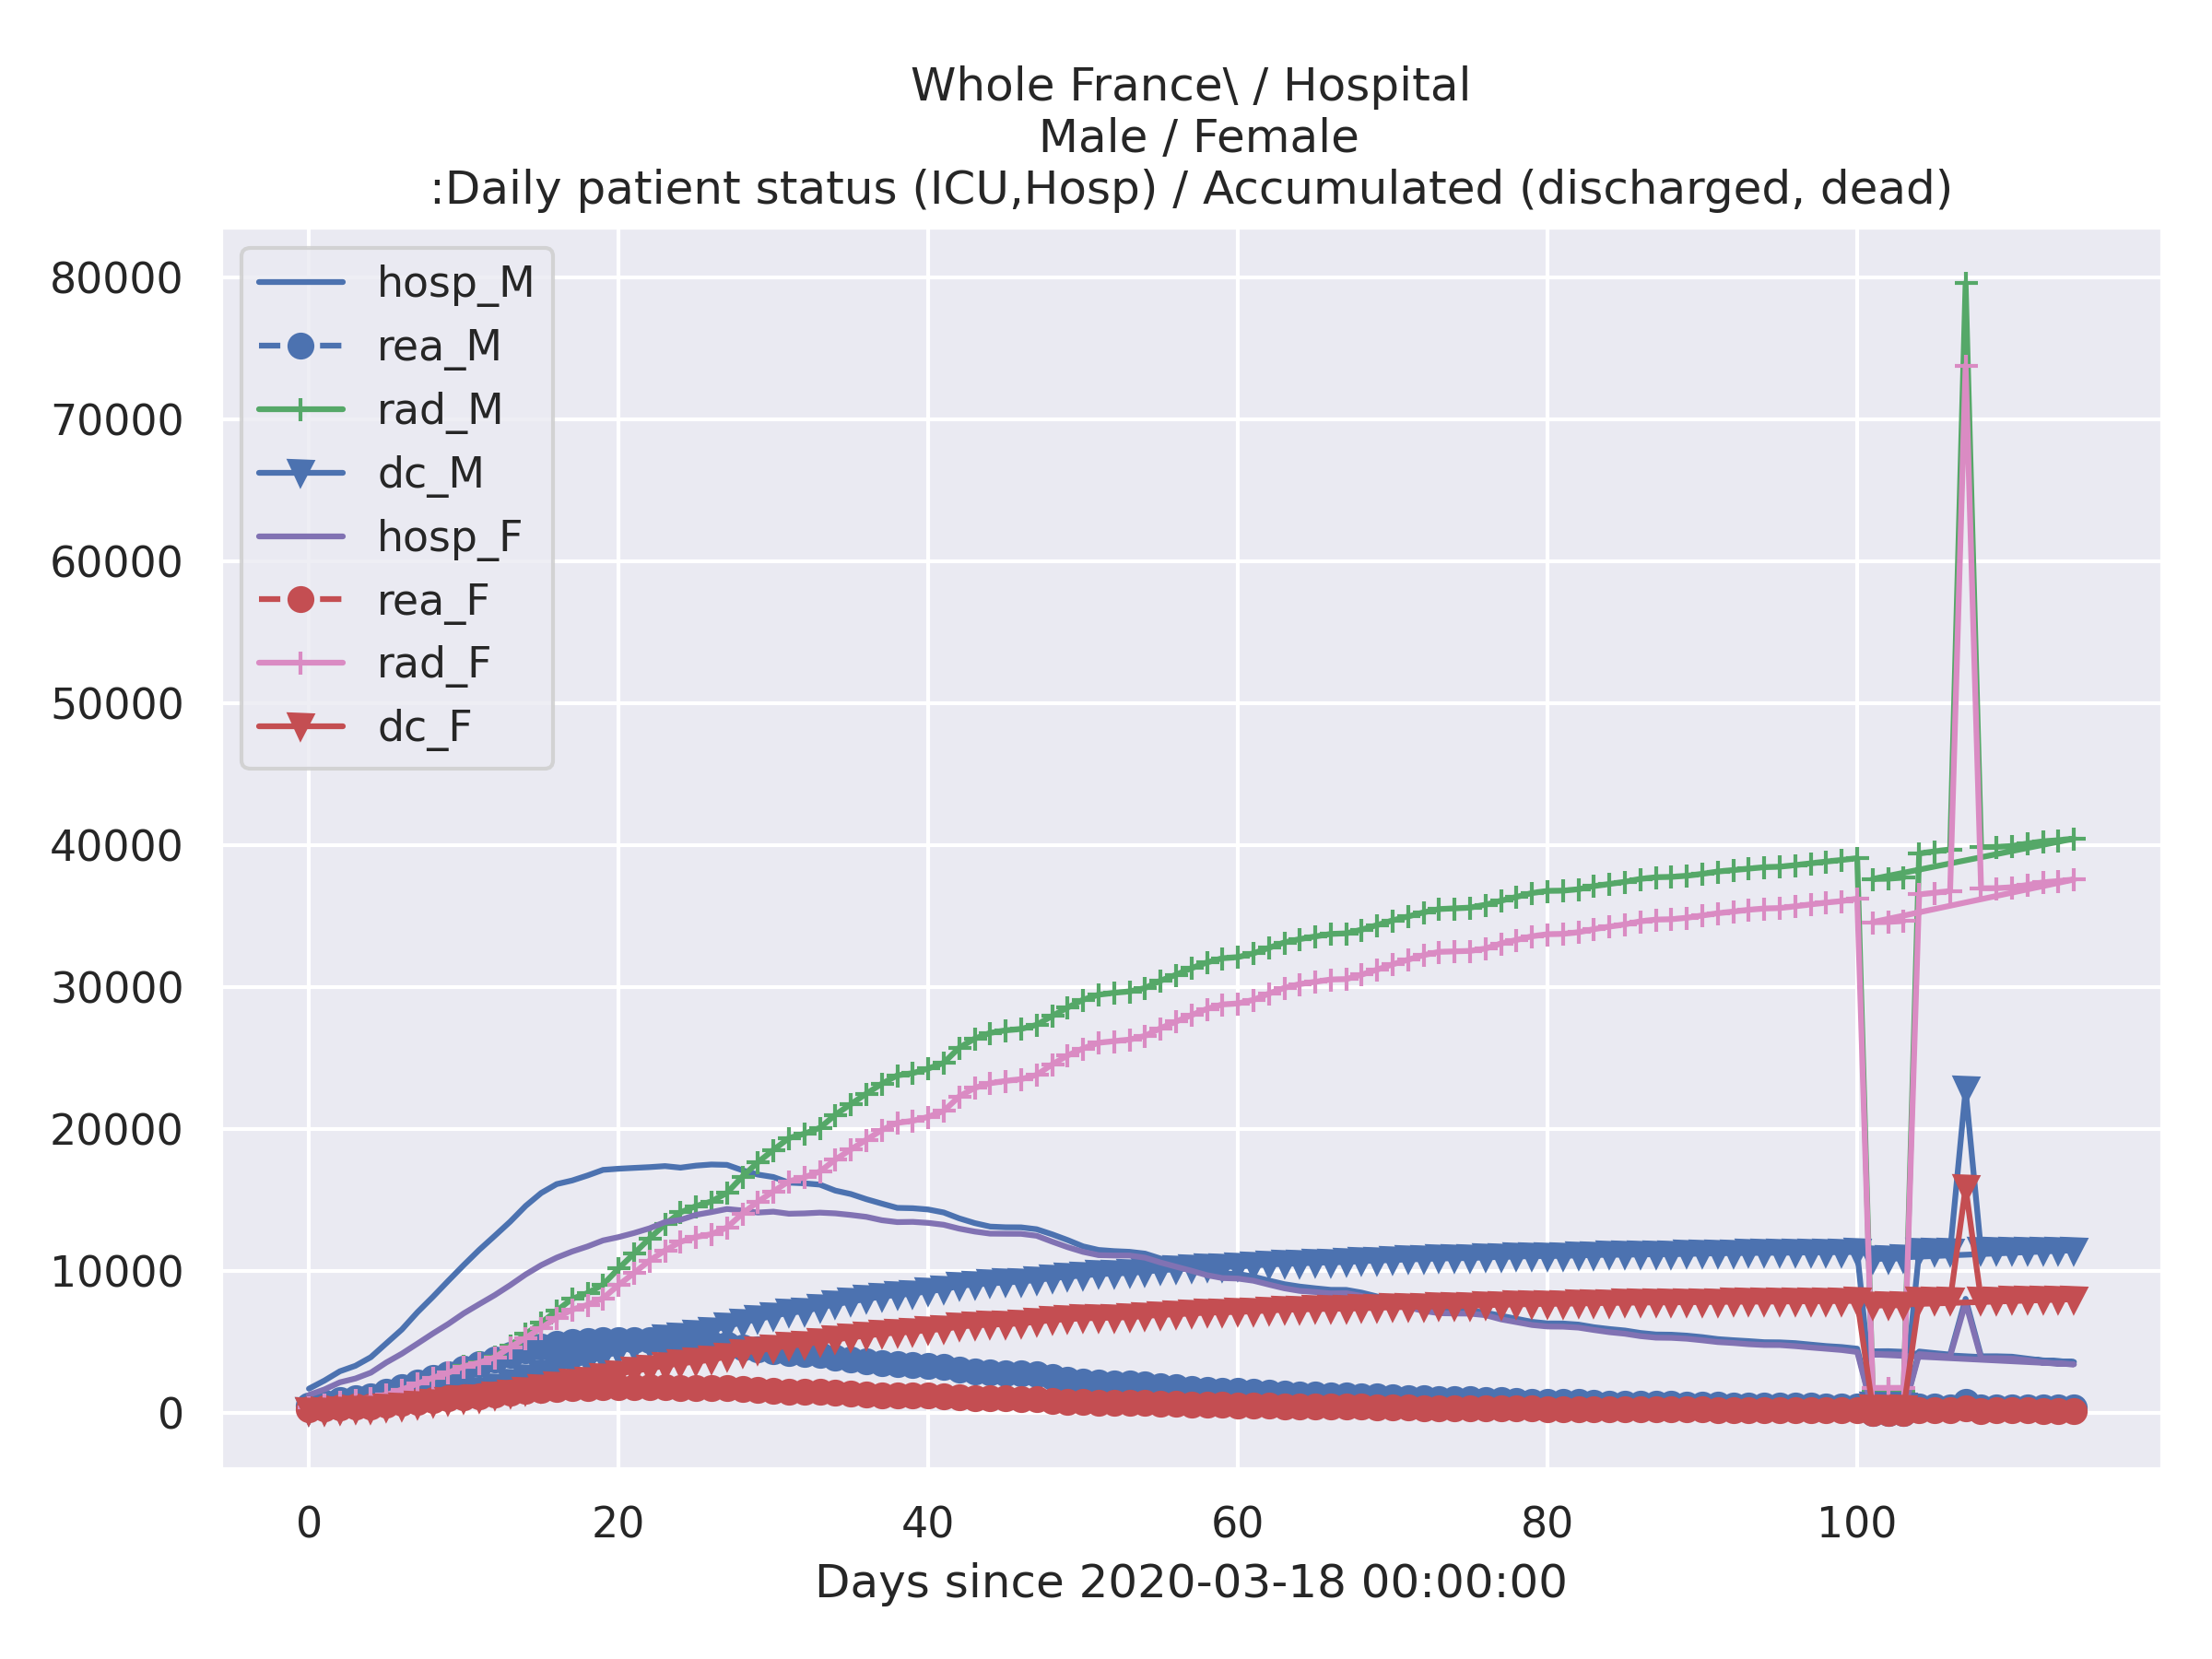 Whole France\ / Hospital
Male / Female
:Daily patient status (ICU,Hosp) / Accumulated (discharged, dead)
80000
70000
60000
50000
40000
30000
20000
10000
0
hosp_M
rea_M
rad_M
dc_M
hosp_F
rea_F
rad_F
dc_F
0 20 40 60 80 100
Days since 2020-03-18 00:00:00